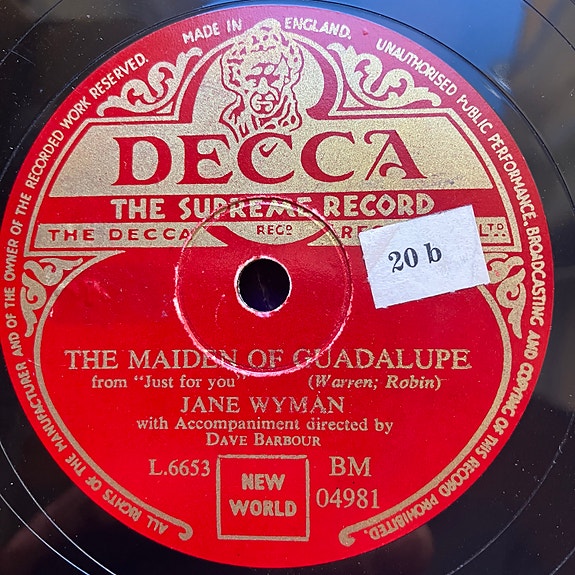 ALL RIGHTS OF THE MANUFACTURER AND OF THE OWNER OF THE RECORDED WORK RESERVED. MADE IN ENGLAND. UNAUTHORISED PUBLIC PERFORMANCE. BROADCASTING AND COPYING OF THIS RECORD PROHIBITED.
DECCA
THE SUPREME RECORD
THE DECCA RECD LTD
20 b
THE MAIDEN OF GUADALUPE
from "Just for you" (Warren; Robin)
JANE WYMAN
with Accompaniment directed by
DAVE BARBOUR
L.6653 BM
NEW WORLD 04981